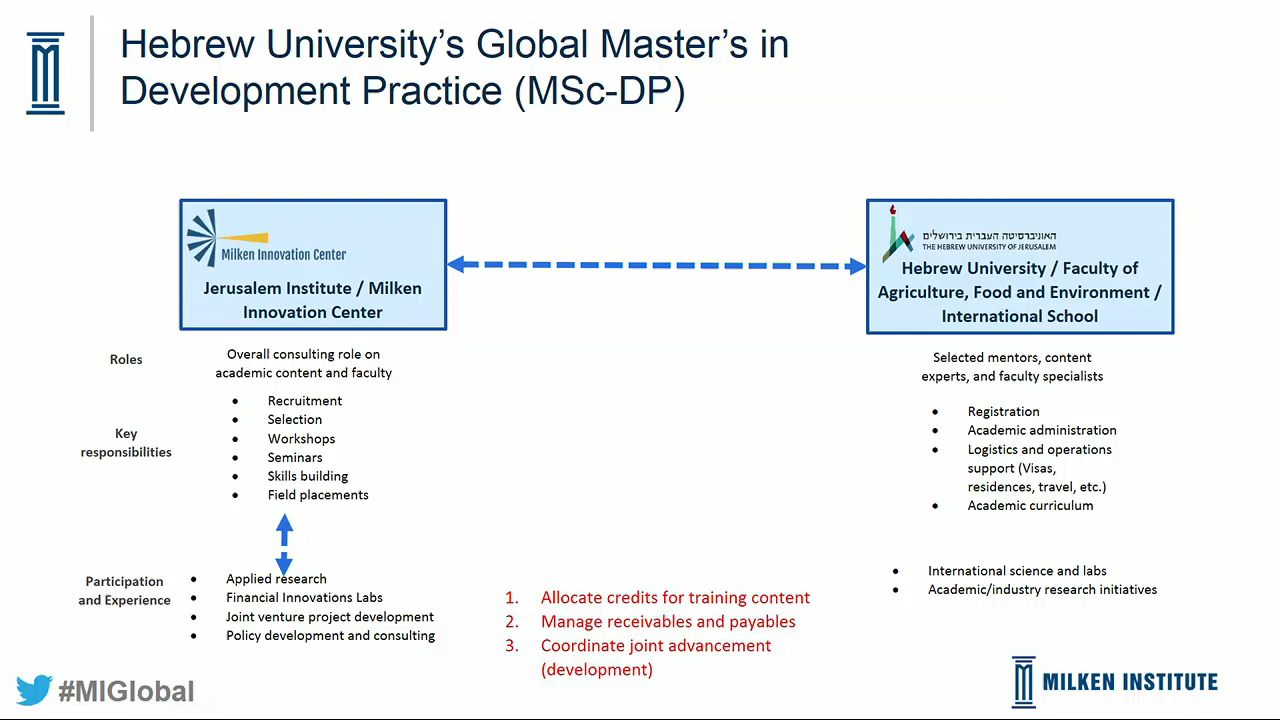 Hebrew University's Global Master's in
Development Practice (MSc-DP)
Milken Innovation Center
Jerusalem Institute / Milken
Innovation Center
האוניברסיטה העברית בירושלים
THE HEBREW UNIVERSITY OF JERUSALEM
Hebrew University / Faculty of
Agriculture, Food and Environment /
International School
Roles
Overall consulting role on
academic content and faculty
Selected mentors, content
experts, and faculty specialists
Key
responsibilities
• Recruitment
• Selection
• Workshops
• Seminars
• Skills building
• Field placements
• Registration
• Academic administration
• Logistics and operations
support (Visas,
residences, travel, etc.)
• Academic curriculum
Participation
and Experience
• Applied research
• Financial Innovations Labs
• Joint venture project development
• Policy development and consulting
1. Allocate credits for training content
2. Manage receivables and payables
3. Coordinate joint advancement
(development)
• International science and labs
• Academic/industry research initiatives
#MIGlobal
MILKEN INSTITUTE